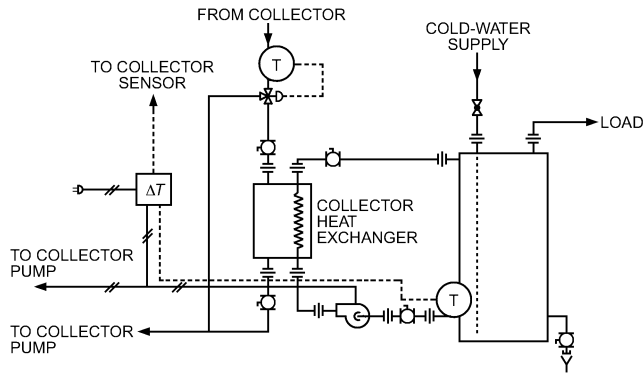 FROM COLLECTOR
T
COLD-WATER
SUPPLY
TO COLLECTOR
SENSOR
LOAD
ΔT
COLLECTOR
HEAT
EXCHANGER
TO COLLECTOR
PUMP
T
TO COLLECTOR
PUMP